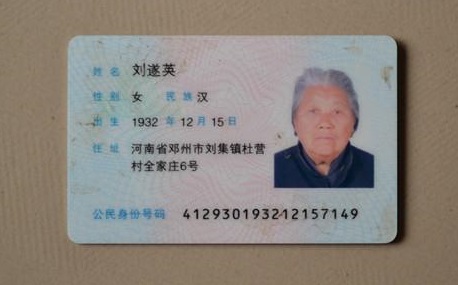 姓名 刘遂英
性别 女 民族 汉
出生 1932 年 12 月 15 日
住址 河南省邓州市刘集镇杜营
村全家庄6号
公民身份号码 412930193212157149